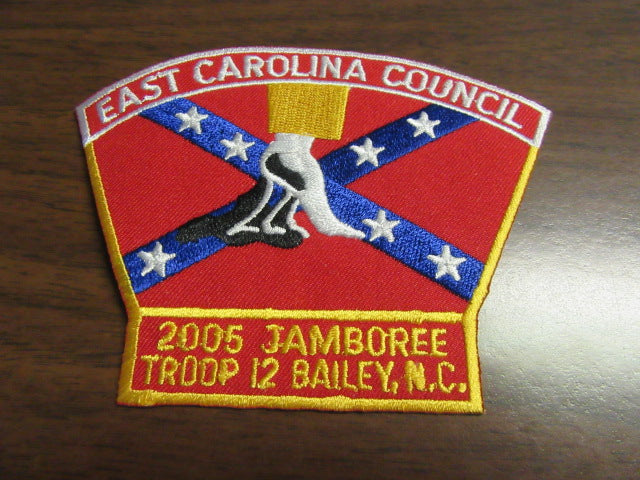 EAST CAROLINA COUNCIL
2005 JAMBOREE
TROOP 12 BAILEY, N.C.